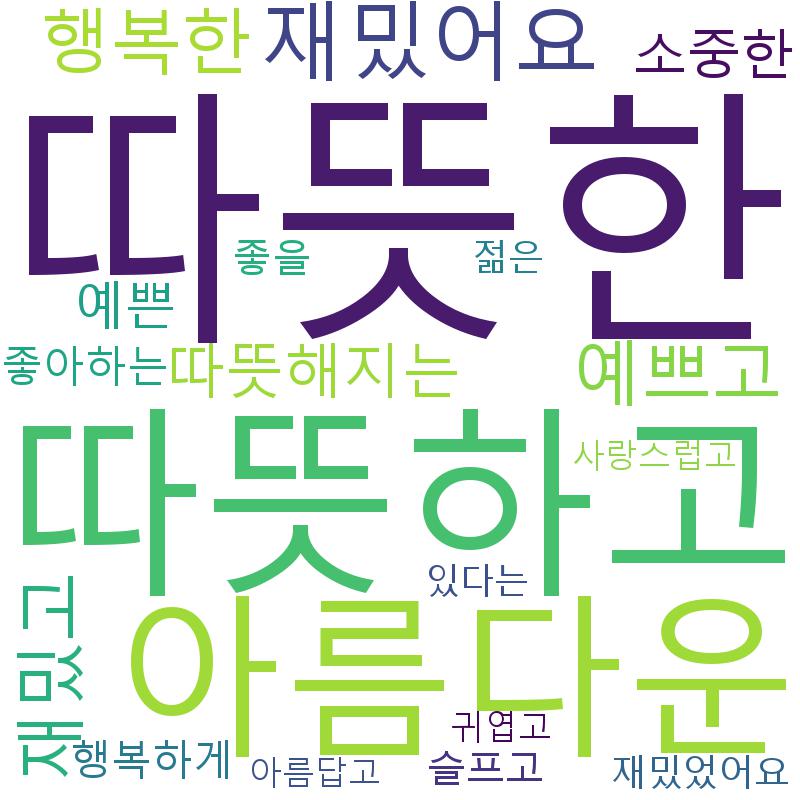 행복한
재밌어요
소중한
따뜻한
좋을
젊은
예쁜
좋아하는
따뜻해지는
예쁘고
따뜻하고
사랑스럽고
있다는
재밌고
아름다운
귀엽고
행복하게
아름답고
슬프고
재밌었어요